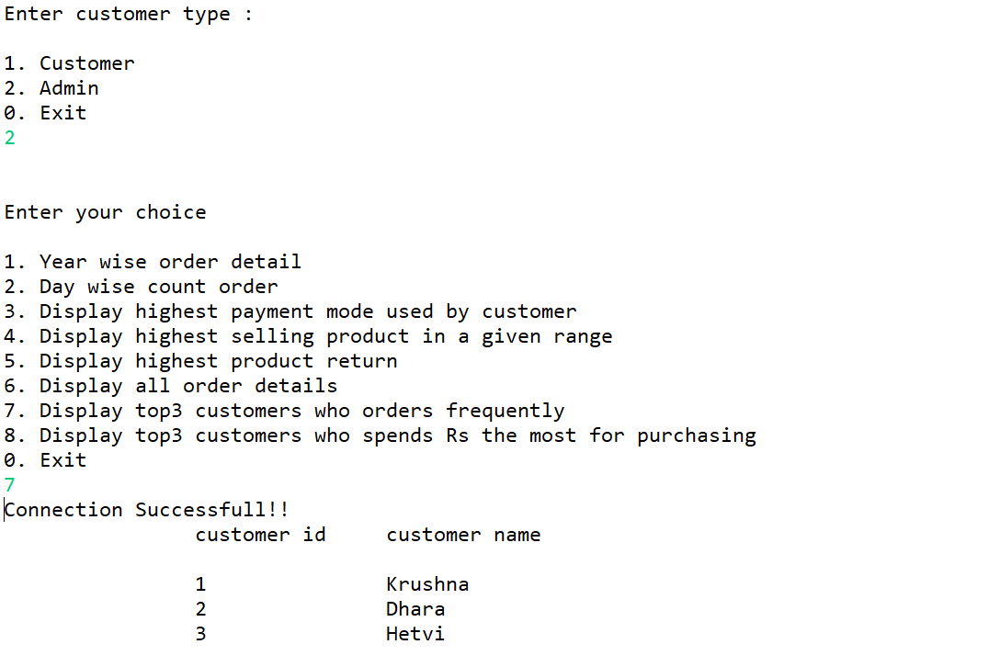 Enter customer type :
1. Customer
2. Admin
0. Exit
2
Enter your choice
1. Year wise order detail
2. Day wise count order
3. Display highest payment mode used by customer
4. Display highest selling product in a given range
5. Display highest product return
6. Display all order details
7. Display top3 customers who orders frequently
8. Display top3 customers who spends Rs the most for purchasing
0. Exit
7
Connection Successfull!!
customer id customer name
1 Krushna
2 Dhara
3 Hetvi